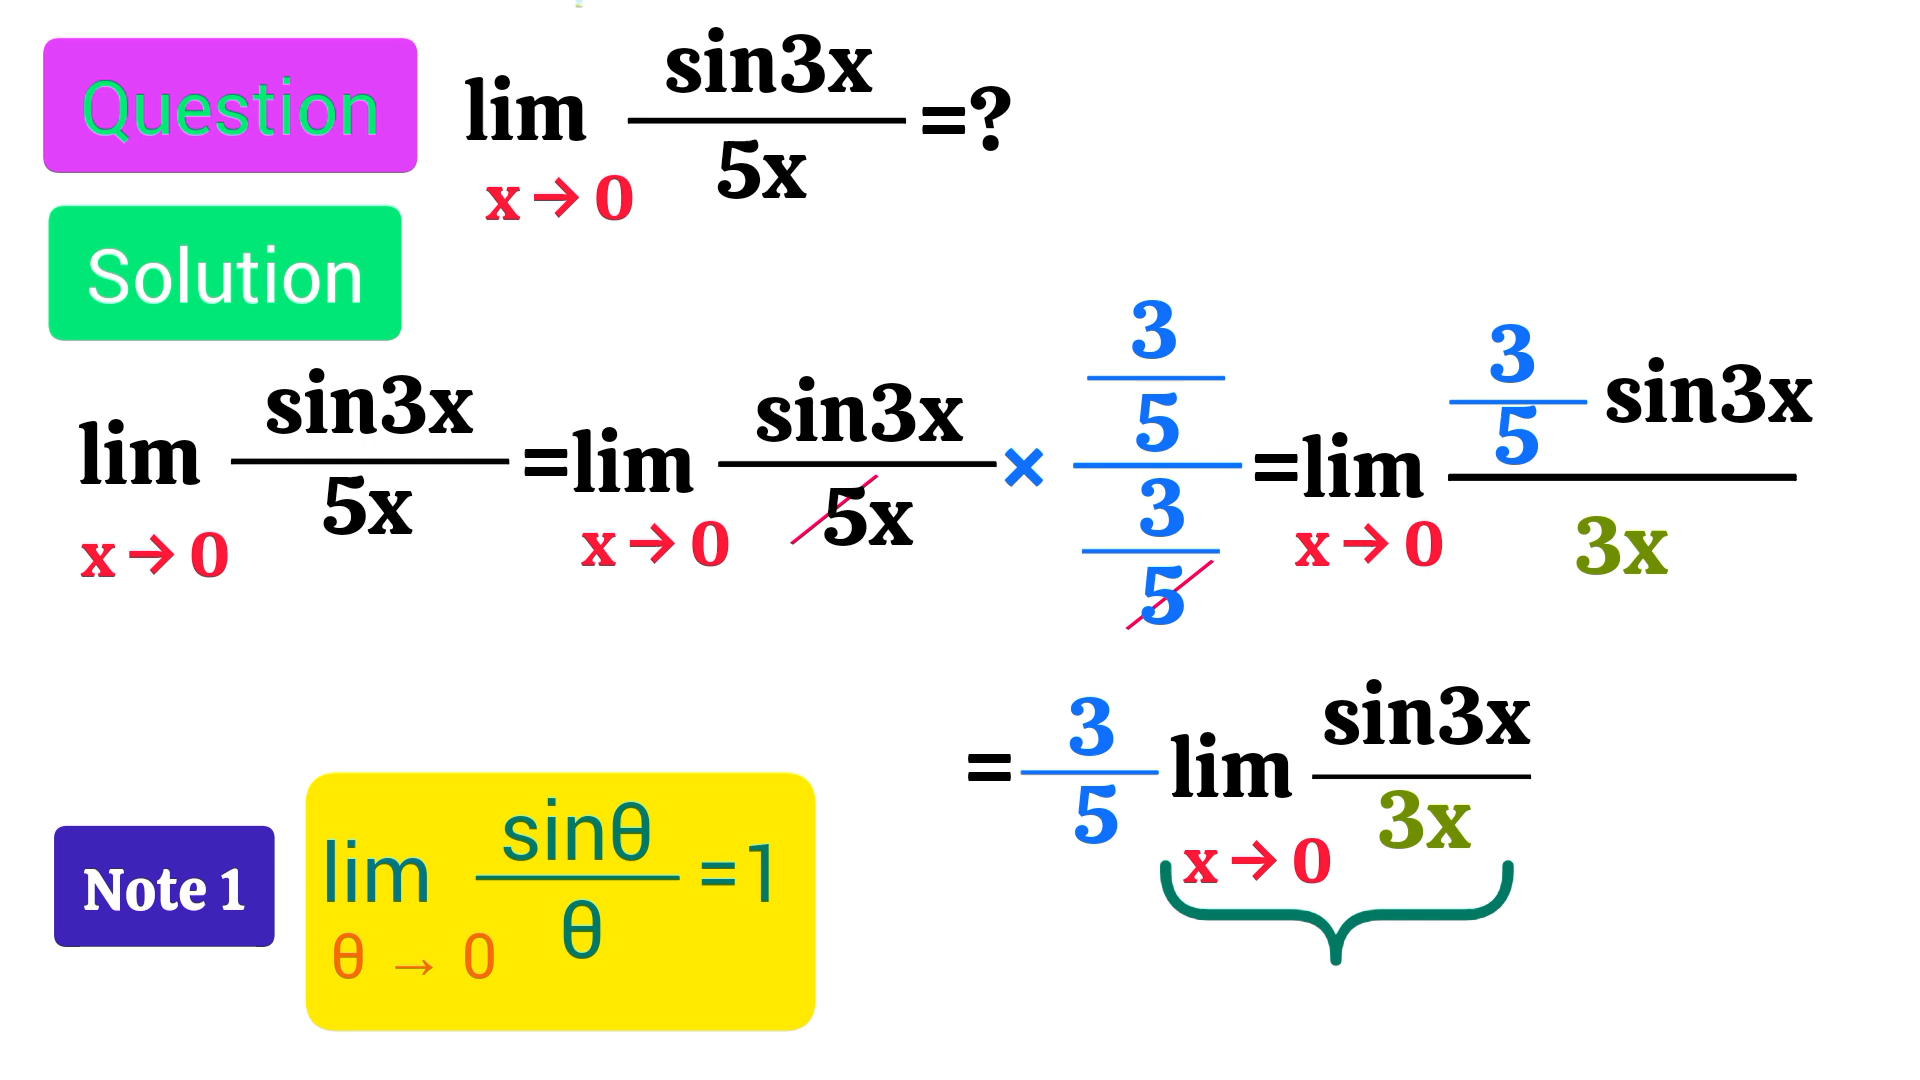 Question
lim sin3x / 5x =?
x → 0
Solution
lim sin3x / 5x = lim sin3x / 5x × 3/5 / 3/5 = lim 3/5 sin3x / 3x
x → 0 x → 0 x → 0
= 3/5 lim sin3x / 3x
x → 0
Note 1
lim sinθ / θ =1
θ → 0